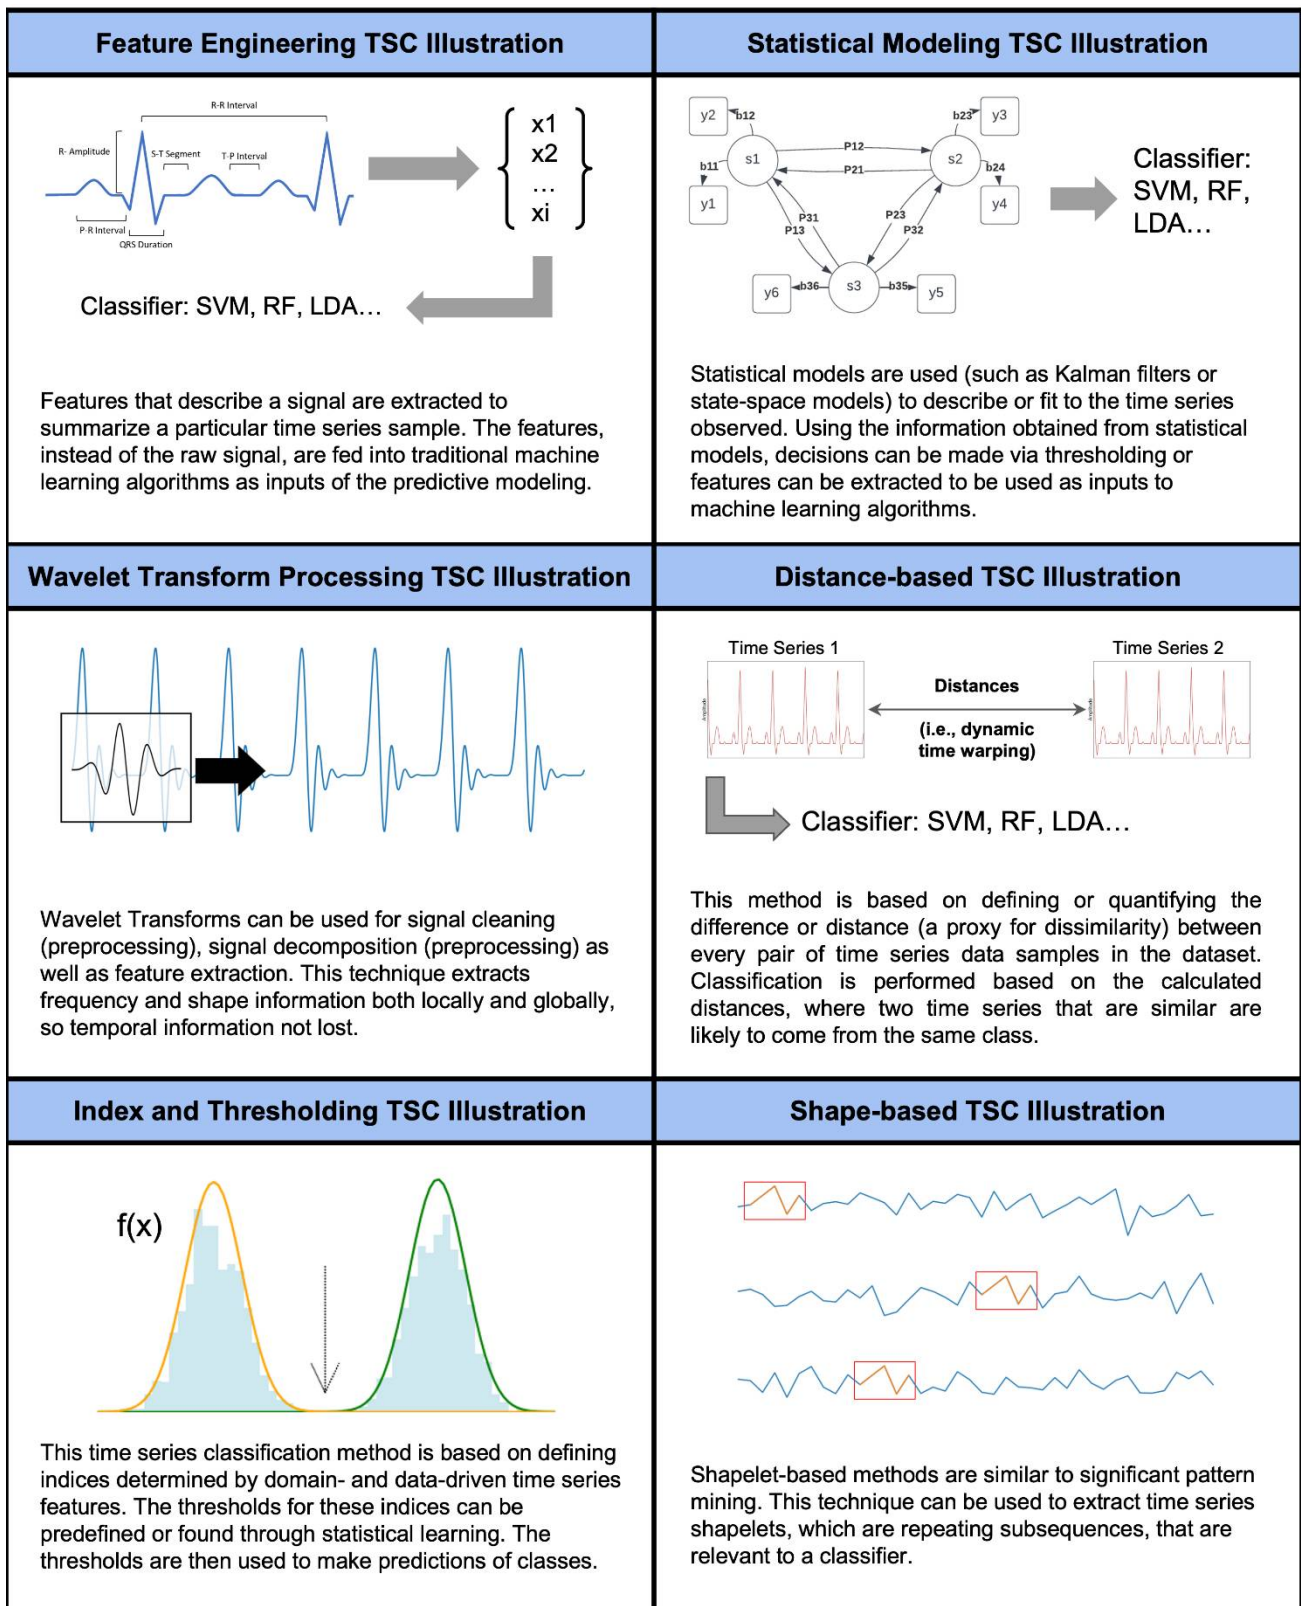 Feature Engineering TSC Illustration
R-R Interval
R- Amplitude
S-T Segment
T-P Interval
P-R Interval
QRS Duration
x1
x2
...
xi
Classifier: SVM, RF, LDA...
Features that describe a signal are extracted to
summarize a particular time series sample. The features,
instead of the raw signal, are fed into traditional machine
learning algorithms as inputs of the predictive modeling.
Statistical Modeling TSC Illustration
y2
b12
b23
y3
s1
P12
s2
b11
P21
b24
y1
y4
P31
P23
P13
P32
y6
b36
s3
b35
y5
Classifier:
SVM, RF,
LDA...
Statistical models are used (such as Kalman filters or
state-space models) to describe or fit to the time series
observed. Using the information obtained from statistical
models, decisions can be made via thresholding or
features can be extracted to be used as inputs to
machine learning algorithms.
Wavelet Transform Processing TSC Illustration
Wavelet Transforms can be used for signal cleaning
(preprocessing), signal decomposition (preprocessing) as
well as feature extraction. This technique extracts
frequency and shape information both locally and globally,
so temporal information not lost.
Distance-based TSC Illustration
Time Series 1
Time Series 2
Amplitude
Amplitude
Distances
(i.e., dynamic
time warping)
Classifier: SVM, RF, LDA...
This method is based on defining or quantifying the
difference or distance (a proxy for dissimilarity) between
every pair of time series data samples in the dataset.
Classification is performed based on the calculated
distances, where two time series that are similar are
likely to come from the same class.
Index and Thresholding TSC Illustration
f(x)
This time series classification method is based on defining
indices determined by domain- and data-driven time series
features. The thresholds for these indices can be
predefined or found through statistical learning. The
thresholds are then used to make predictions of classes.
Shape-based TSC Illustration
Shapelet-based methods are similar to significant pattern
mining. This technique can be used to extract time series
shapelets, which are repeating subsequences, that are
relevant to a classifier.